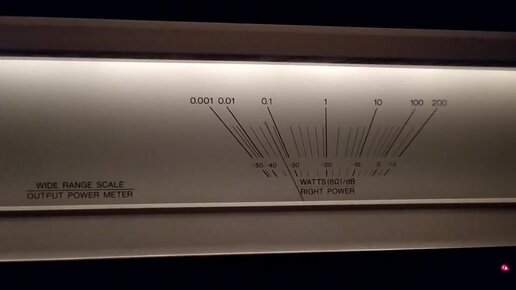 0.001 0.01 0.1 1 10 100 200
-50 -40 -30 -20 -10 0 +3
WATTS (8Ω)/dB
RIGHT POWER
WIDE RANGE SCALE
OUTPUT POWER METER